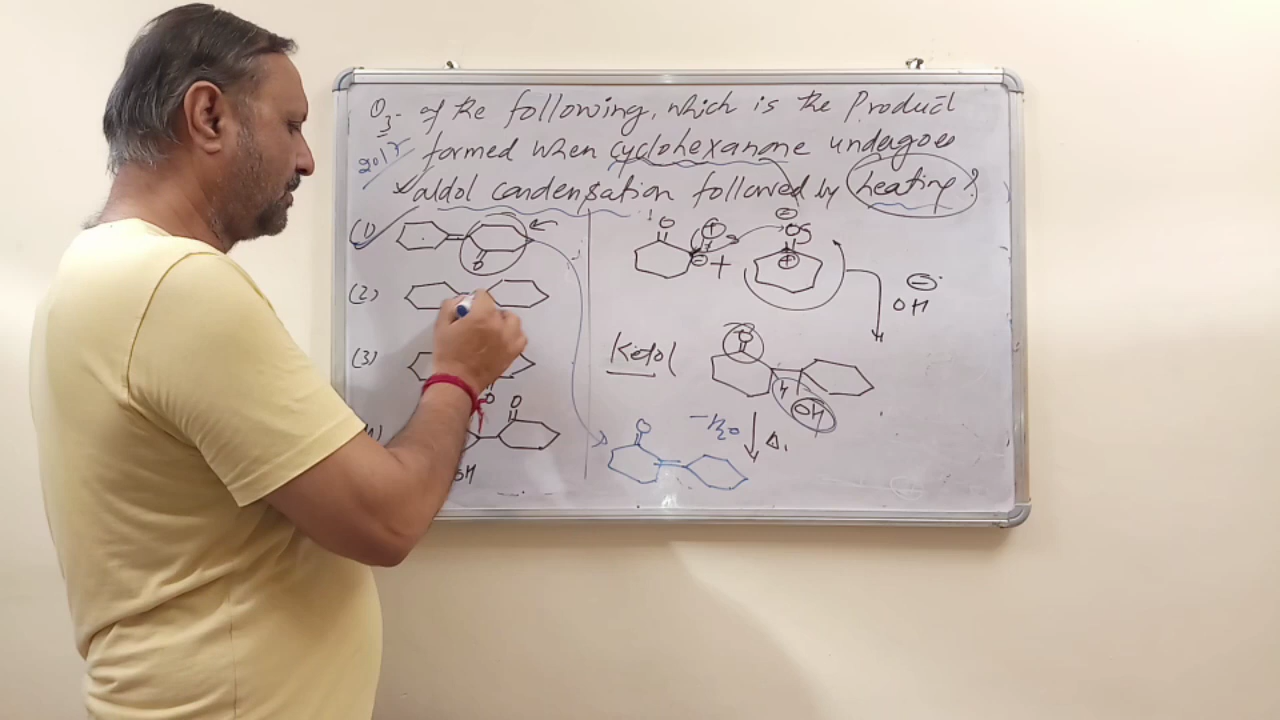 Q3- Of the following, which is the Product
2017 formed when cyclohexanone undergoes
aldol condensation followed by heating?
(1) O
(2)
(3) O
O
OH
O ⊕ H ⊖ + ⊖ O ⊕
⊖ OH
Ketol O H OH
-H2O Δ.
O